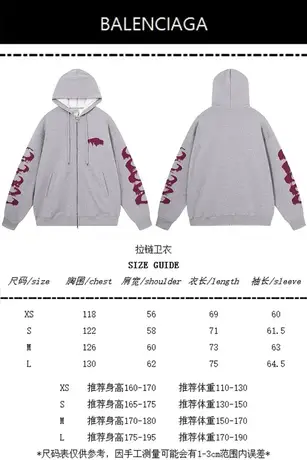 BALENCIAGA
拉链卫衣
SIZE GUIDE
尺码/size 胸围/chest 肩宽/shoulder 衣长/length 袖长/sleeve
XS 118 56 69 60
S 122 58 71 61.5
M 126 60 73 63
L 130 62 75 64.5
XS 推荐身高160-170 推荐体重110-130
S 推荐身高165-175 推荐体重130-150
M 推荐身高170-180 推荐体重150-170
L 推荐身高175-195 推荐体重170-190
*尺码表仅供参考，因手工测量可能会有1-3cm范围内误差*